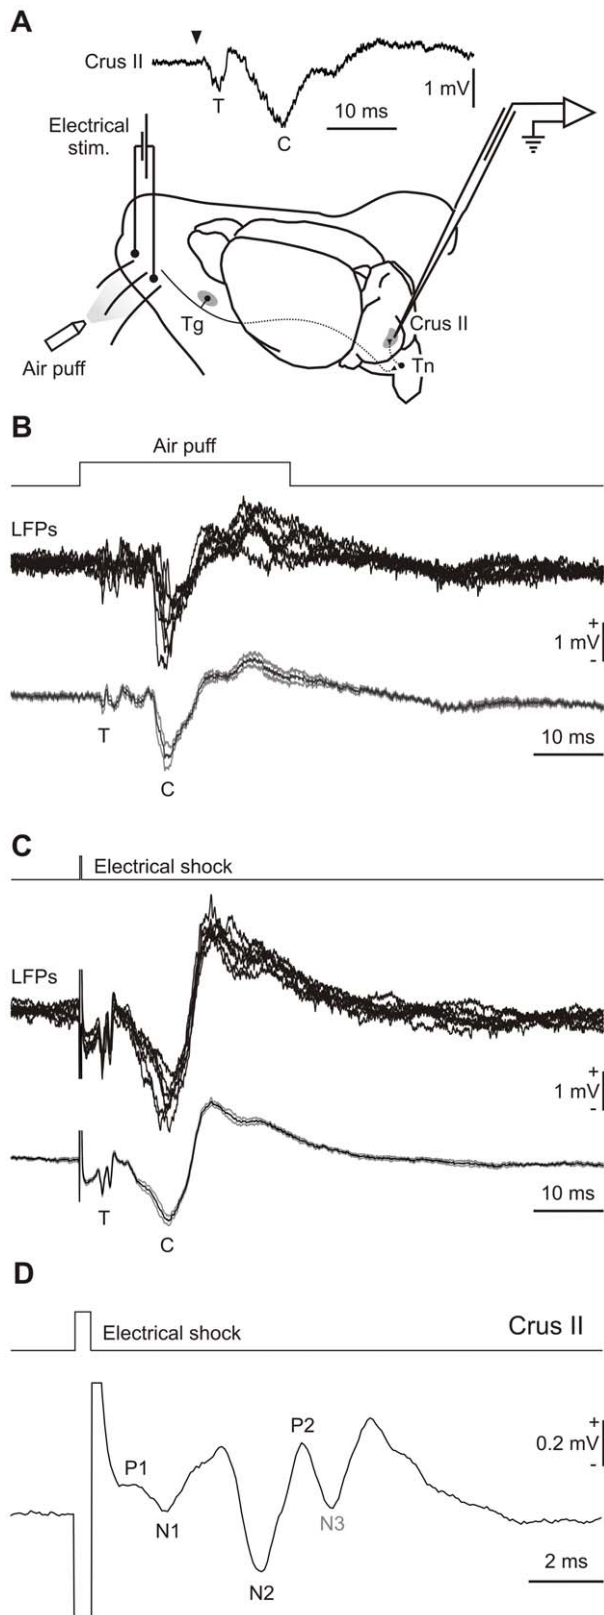 A
Crus II
T
C
1 mV
10 ms
Electrical
stim.
Tg
Crus II
Tn
Air puff
B
Air puff
LFPs
+
1 mV
-
T
C
10 ms
C
Electrical shock
LFPs
+
1 mV
-
T
C
10 ms
D
Electrical shock
Crus II
+
0.2 mV
-
P1
P2
N1
N3
N2
2 ms